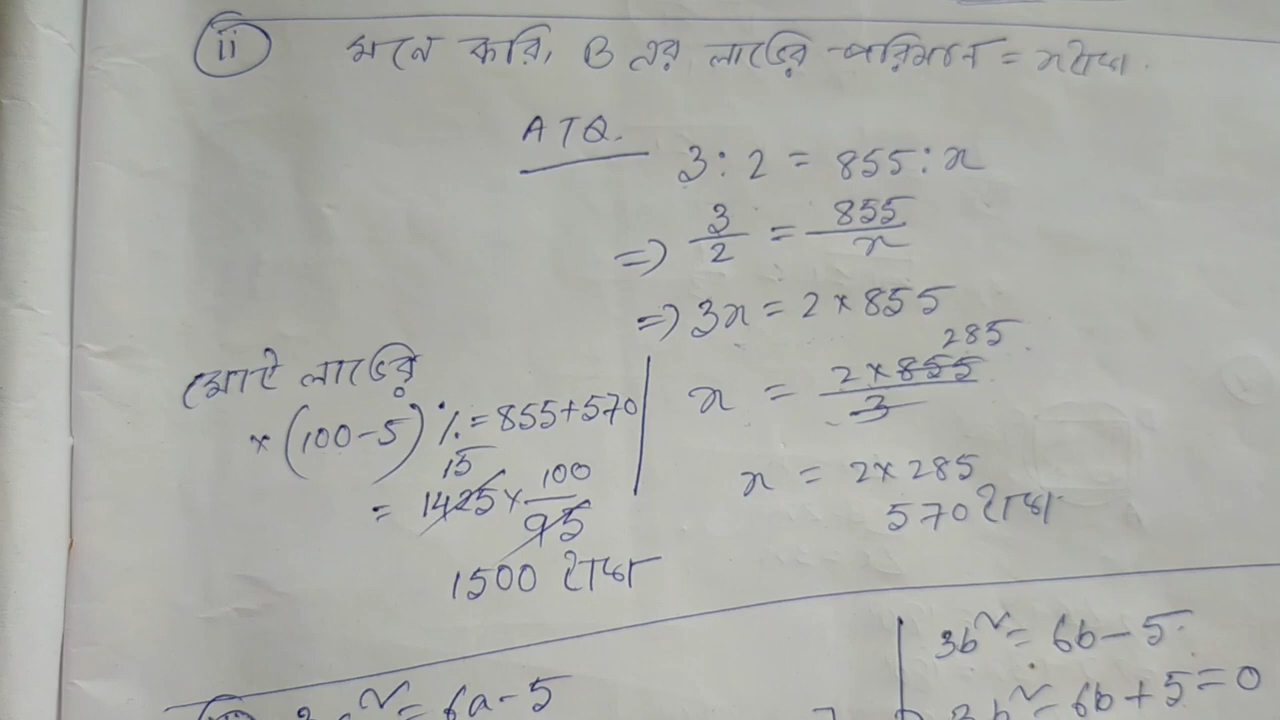 ii মনে করি, B এর লাভের পরিমান = x টাকা.
ATQ.
3 : 2 = 855 : x
=> 3/2 = 855/x
=> 3x = 2 × 855
x = 2×855/3 285
x = 2×285
570 টাকা
মোট লাভের
× (100-5) % = 855+570
= 1425 × 100/95 15
1500 টাকা
= 6a-5
3b² = 6b-5
3b² = 6b+5=0